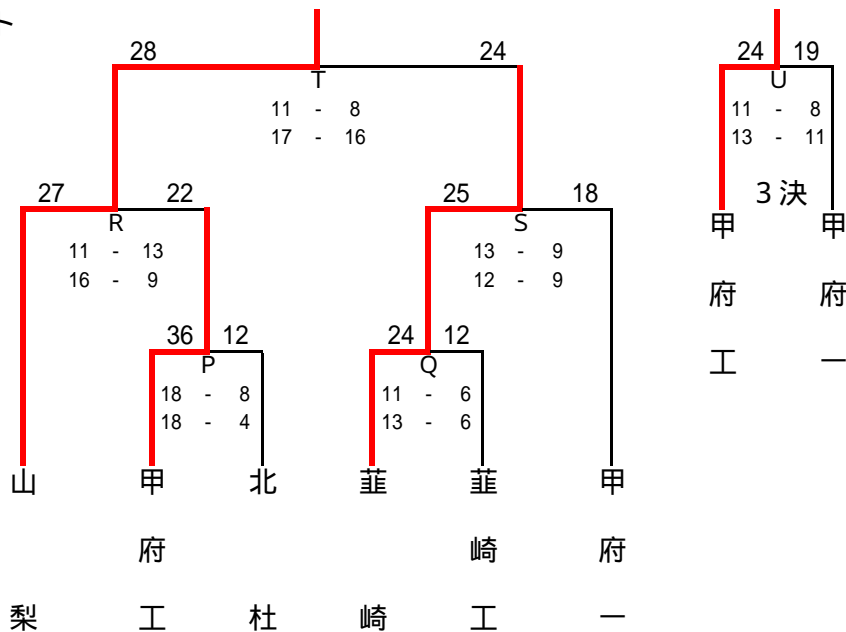 28 24
T
11 - 8
17 - 16
24 19
U
11 - 8
13 - 11
3決
甲府工
甲府一
27 22
R
11 - 13
16 - 9
25 18
S
13 - 9
12 - 9
36 12
P
18 - 8
18 - 4
24 12
Q
11 - 6
13 - 6
山梨
甲府工
北杜
韮崎
韮崎工
甲府一